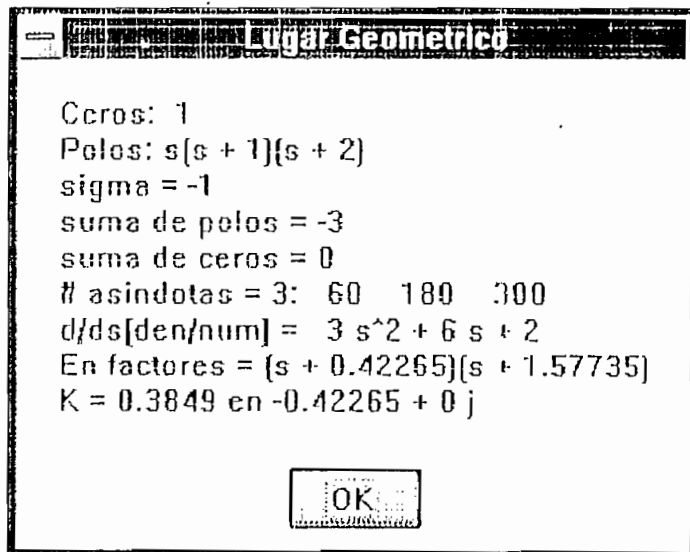 Lugar Geometrico
Ceros: 1
Polos: s(s + 1)(s + 2)
sigma = -1
suma de polos = -3
suma de ceros = 0
# asindotas = 3: 60 180 300
d/ds[den/num] = 3 s^2 + 6 s + 2
En factores = (s + 0.42265)(s + 1.57735)
K = 0.3849 en -0.42265 + 0 j
OK